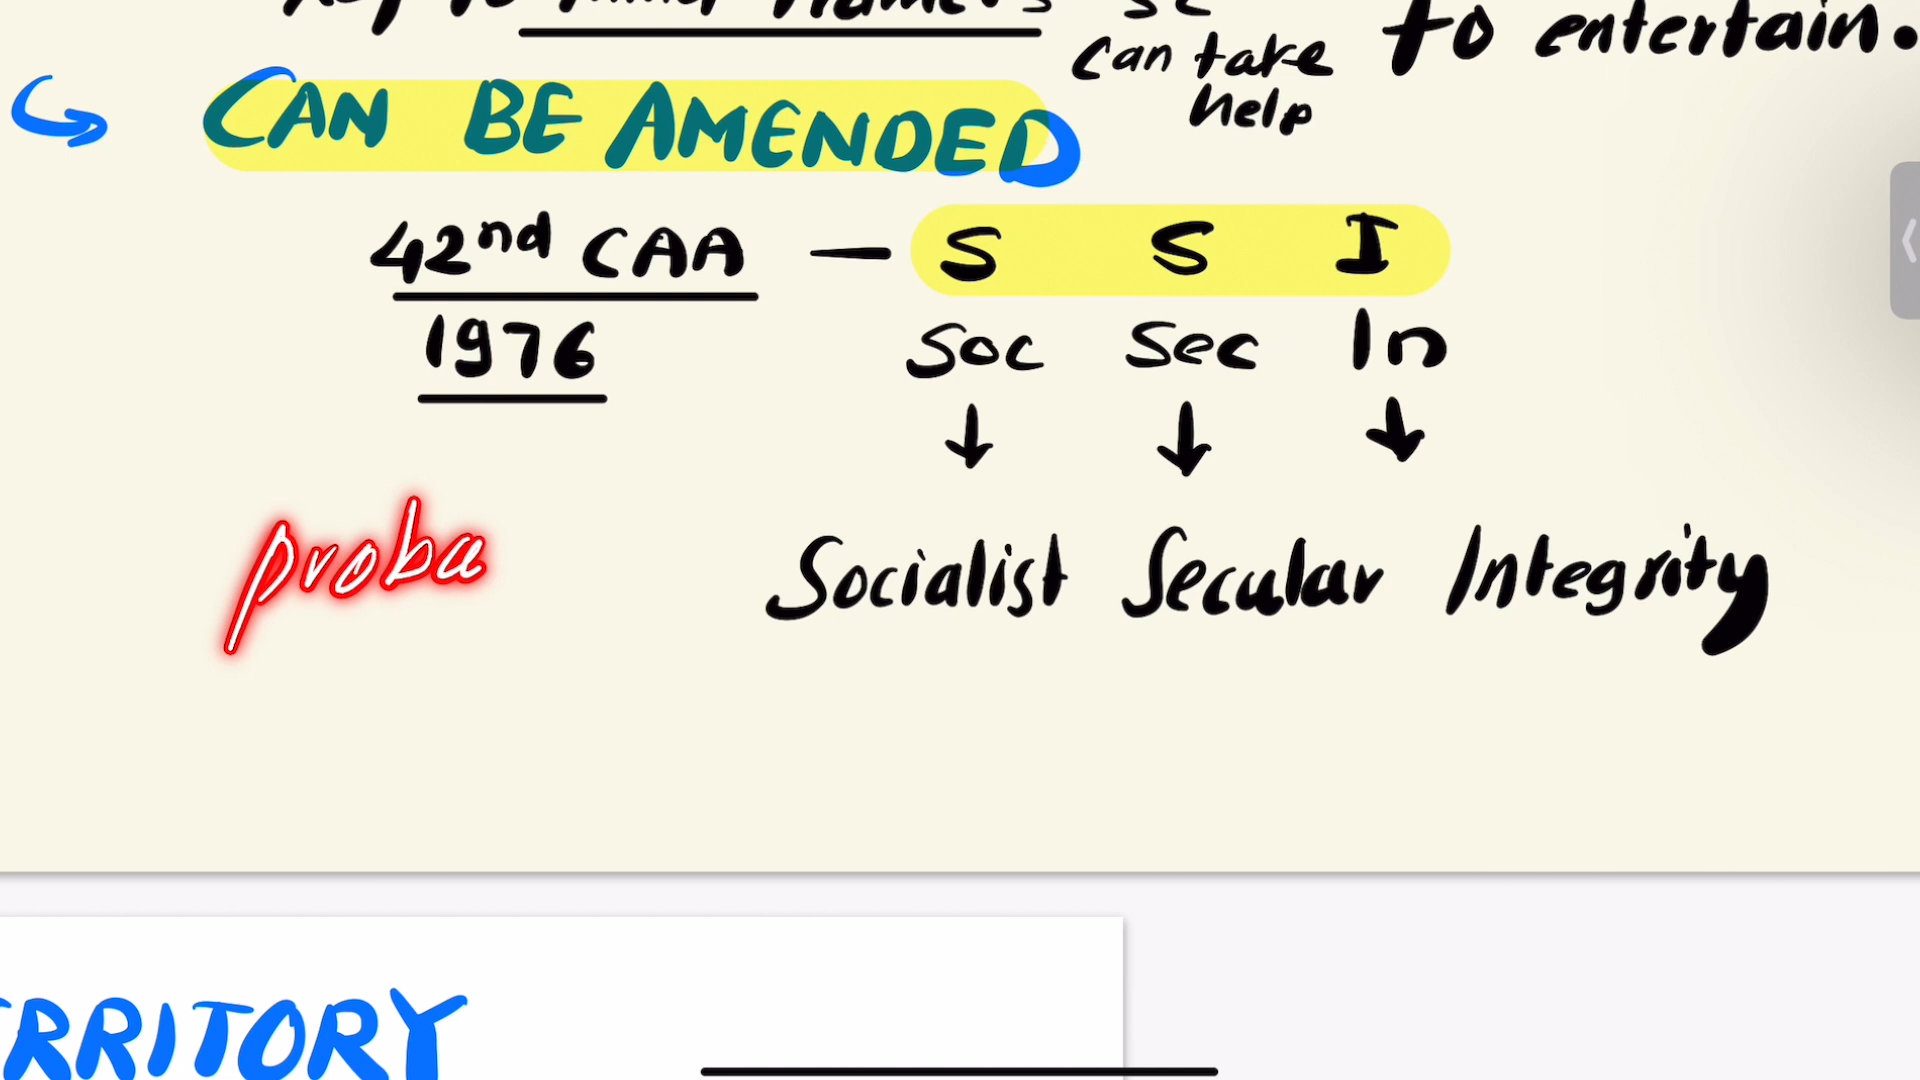 to entertain.
can take
help
CAN BE AMENDED
42nd CAA — S S I
1976 Soc Sec In
↓ ↓ ↓
proba Socialist Secular Integrity
RRITORY